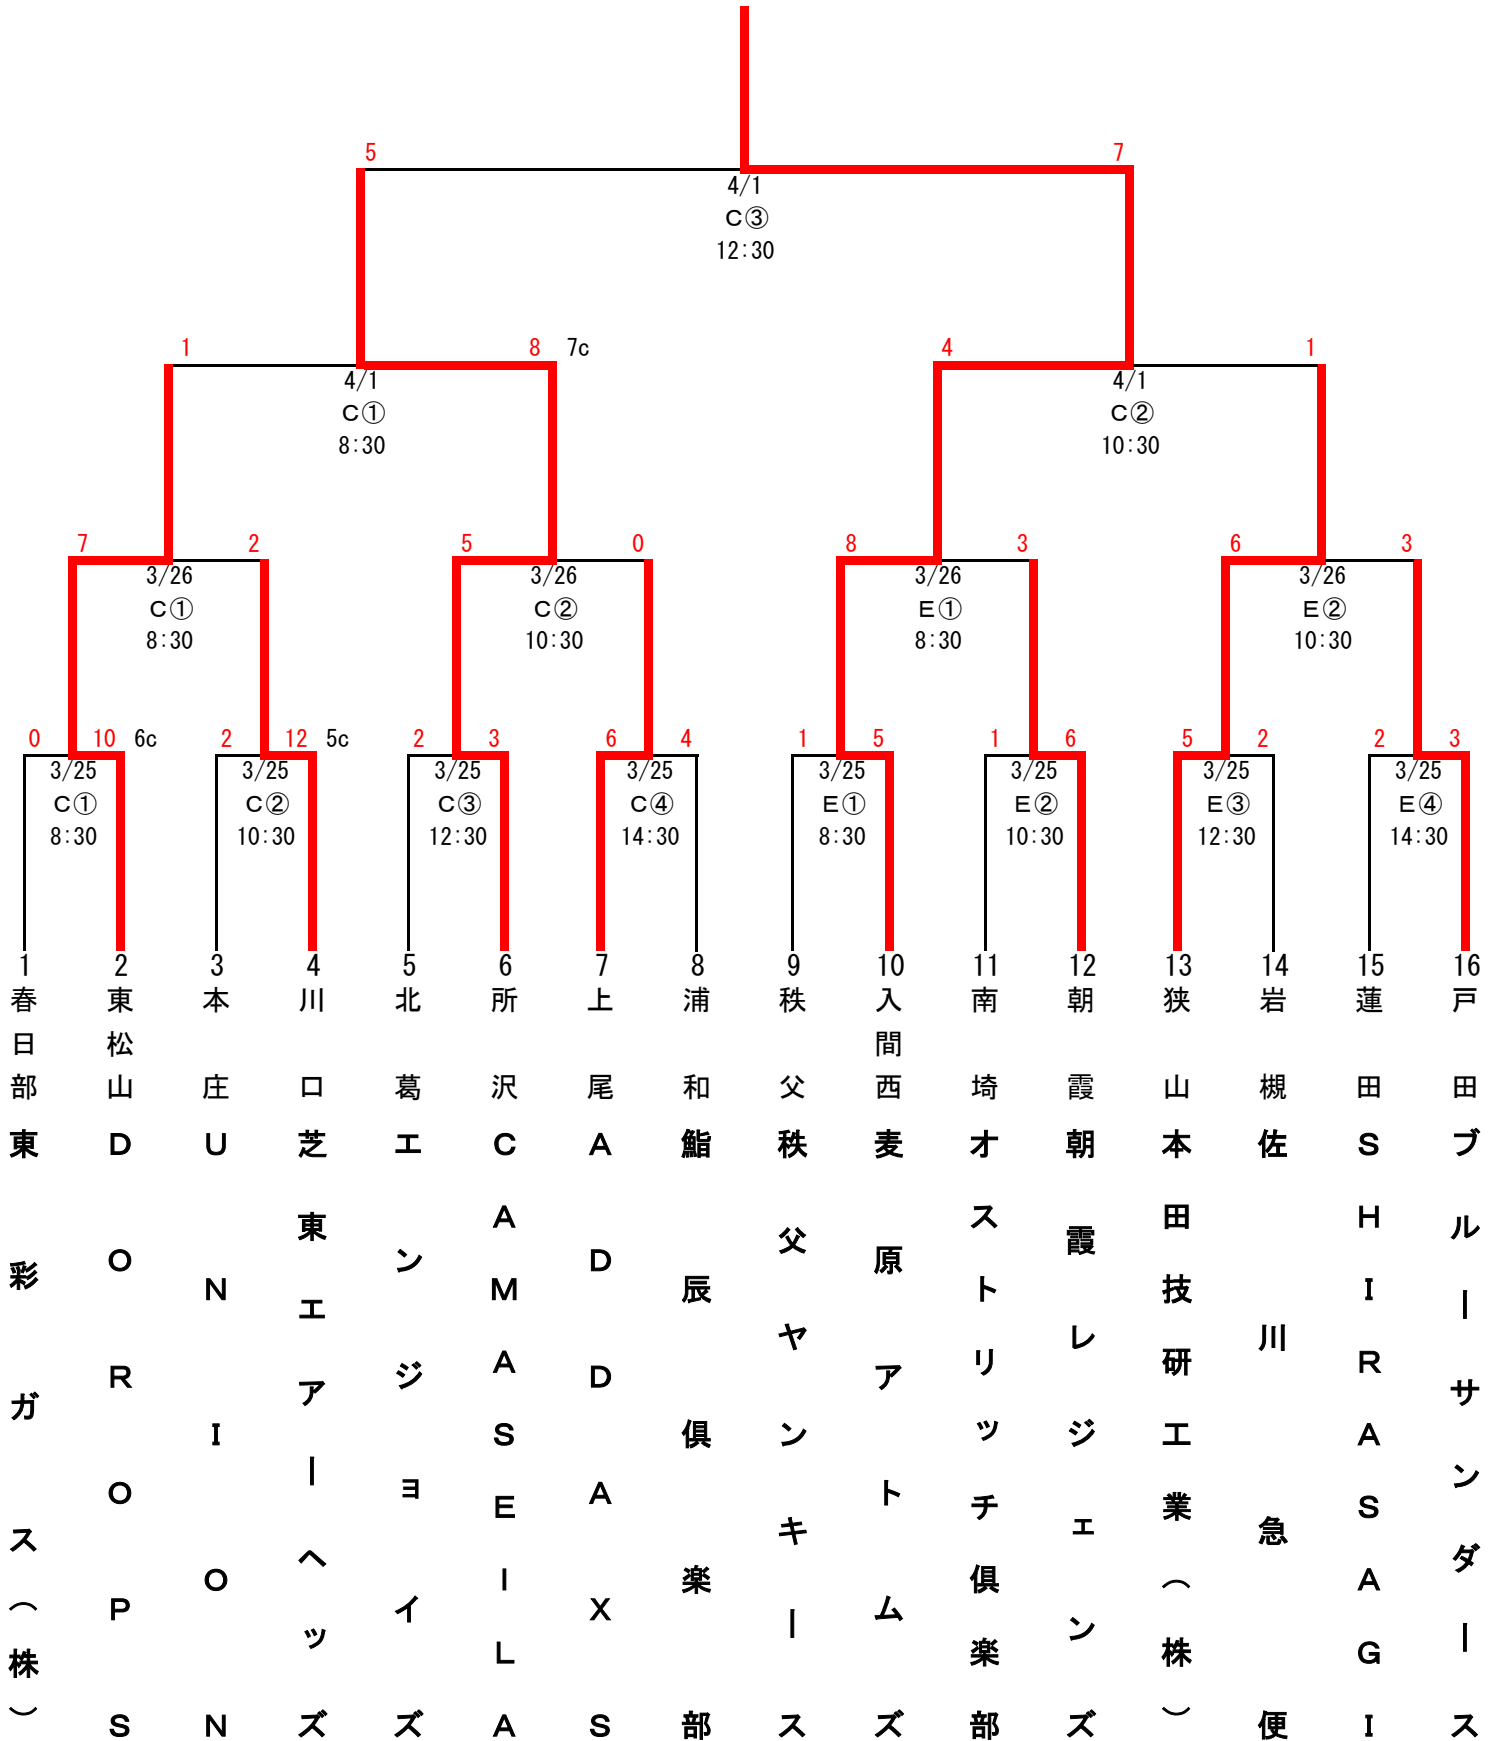 5 7
4/1
C③
12:30
1 8 7c 4 1
4/1 4/1
C① C②
8:30 10:30
7 2 5 0 8 3 6 3
3/26 3/26 3/26 3/26
C① C② E① E②
8:30 10:30 8:30 10:30
0 10 6c 2 12 5c 2 3 6 4 1 5 1 6 5 2 2 3
3/25 3/25 3/25 3/25 3/25 3/25 3/25 3/25
C① C② C③ C④ E① E② E③ E④
8:30 10:30 12:30 14:30 8:30 10:30 12:30 14:30
1 2 3 4 5 6 7 8 9 10 11 12 13 14 15 16
春日部
東彩ガス(株)
東松山
DOROOPS
本庄
UNION
川口
芝東エアーヘッズ
北葛
エンジョイズ
所沢
CAMASEILA
上尾
ADDAXS
浦和
鮨辰倶楽部
秩父
秩父ヤンキース
入間西
麦原アトムズ
南埼
オストリッチ倶楽部
朝霞
朝霞レジェンズ
狭山
本田技研工業(株)
岩槻
佐川急便
蓮田
SHIRASAGI
戸田
ブルーサンダース